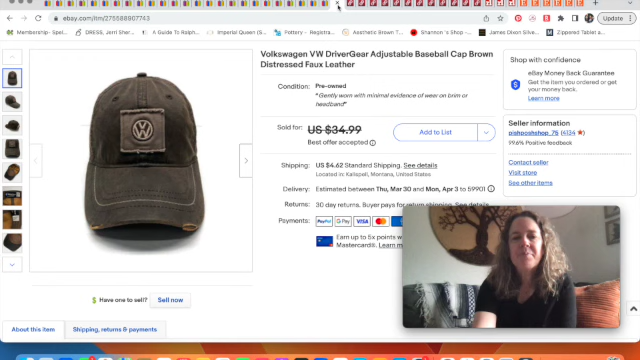 ebay.com/itm/275588907743
Update
Membership - Spell...
DRESS, Jerri Sher...
A Guide To Ralph...
Imperial Queen (S...
Pottery - Registra...
Aesthetic Brown T...
Shannon 's Shop -...
James Dixon Silve...
Zippered Tablet a...
Volkswagen VW DriverGear Adjustable Baseball Cap Brown
Distressed Faux Leather
Condition: Pre-owned
"Gently worn with minimal evidence of wear on brim or
headband"
Sold for: US $34.99
Best offer accepted
Add to List
Shipping: US $4.62 Standard Shipping. See details
Located in: Kalispell, Montana, United States
Delivery: Estimated between Thu, Mar 30 and Mon, Apr 3 to 59901
Returns: 30 day returns. Buyer pays for return shipping. See details
Payments: PayPal G Pay VISA
Earn up to 5x points w
Mastercard®. Learn m
Shop with confidence
eBay Money Back Guarantee
Get the item you ordered or get
your money back.
Learn more
Seller information
pishposhshop_75 (4124
99.6% Positive feedback
Contact seller
Visit store
See other items
Have one to sell? Sell now
About this item
Shipping, returns & payments